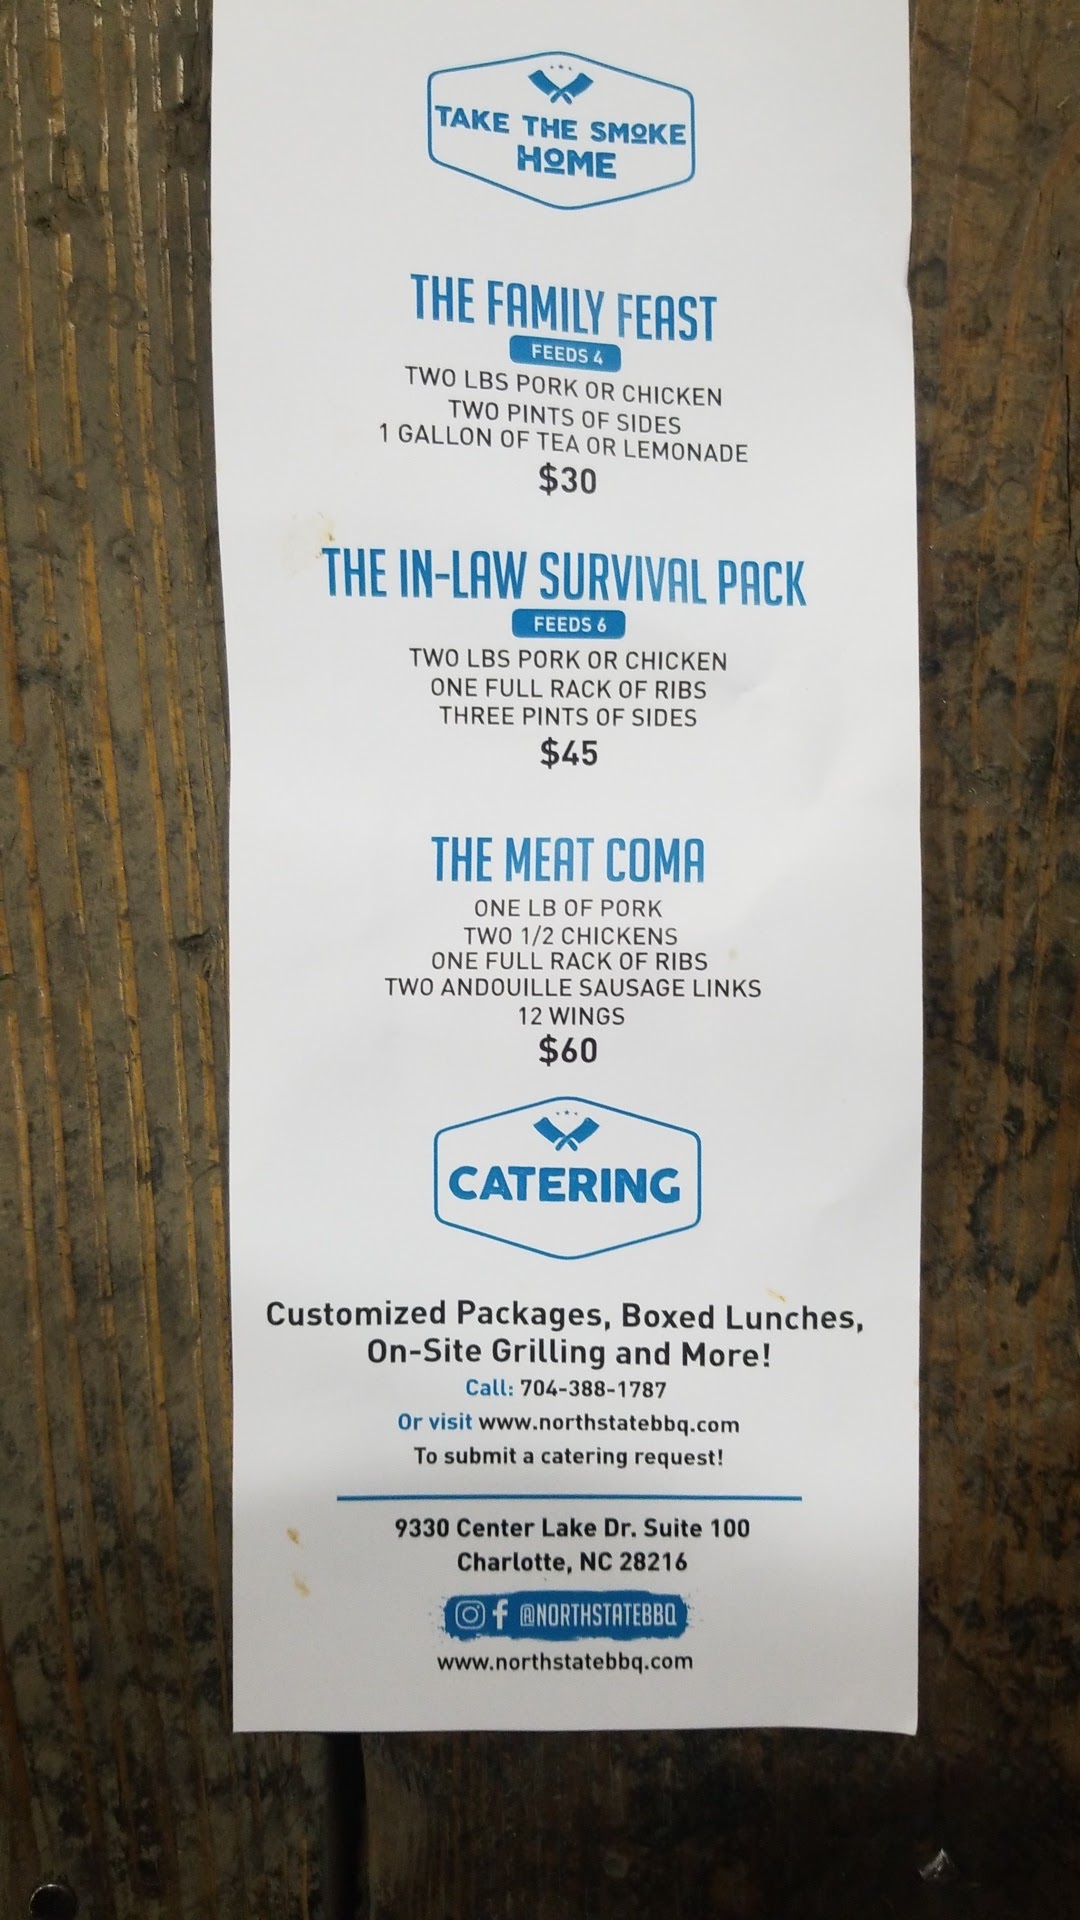 TAKE THE SMOKE
HOME
THE FAMILY FEAST
FEEDS 4
TWO LBS PORK OR CHICKEN
TWO PINTS OF SIDES
1 GALLON OF TEA OR LEMONADE
$30
THE IN-LAW SURVIVAL PACK
FEEDS 6
TWO LBS PORK OR CHICKEN
ONE FULL RACK OF RIBS
THREE PINTS OF SIDES
$45
THE MEAT COMA
ONE LB OF PORK
TWO 1/2 CHICKENS
ONE FULL RACK OF RIBS
TWO ANDOUILLE SAUSAGE LINKS
12 WINGS
$60
CATERING
Customized Packages, Boxed Lunches,
On-Site Grilling and More!
Call: 704-388-1787
Or visit www.northstatebbq.com
To submit a catering request!
9330 Center Lake Dr. Suite 100
Charlotte, NC 28216
@NORTHSTATEBBQ
www.northstatebbq.com